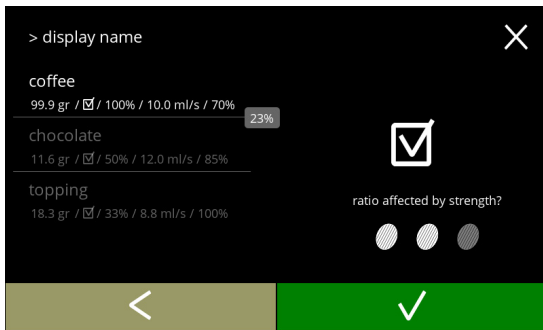 > display name
coffee
99.9 gr / ☑ / 100% / 10.0 ml/s / 70%
23%
chocolate
11.6 gr / ☑ / 50% / 12.0 ml/s / 85%
topping
18.3 gr / ☑ / 33% / 8.8 ml/s / 100%
ratio affected by strength?